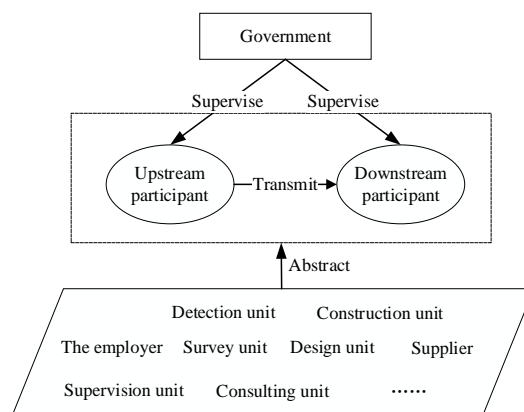 Government
Supervise Supervise
Upstream participant
Transmit
Downstream participant
Abstract
Detection unit Construction unit
The employer Survey unit Design unit Supplier
Supervision unit Consulting unit ······